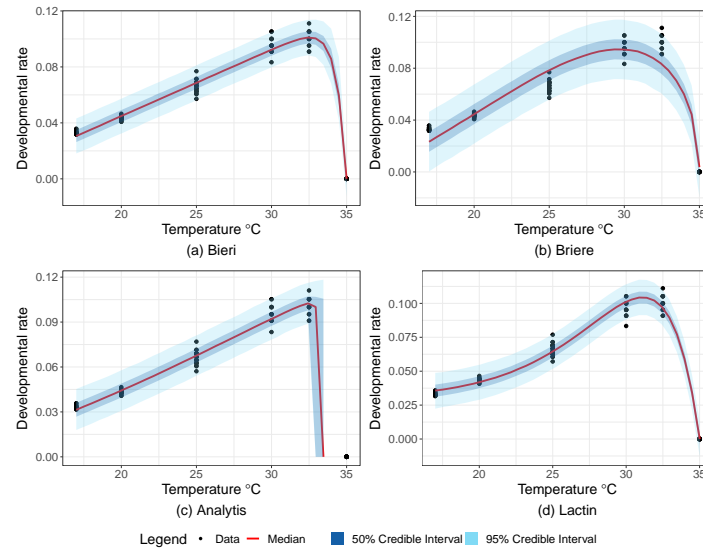 0.12
0.08
0.04
0.00
Developmental rate
20 25 30 35
Temperature °C
(a) Bieri
0.12
0.08
0.04
0.00
Developmental rate
20 25 30 35
Temperature °C
(b) Briere
0.12
0.09
0.06
0.03
0.00
Developmental rate
20 25 30 35
Temperature °C
(c) Analytis
0.100
0.075
0.050
0.025
0.000
Developmental rate
20 25 30 35
Temperature °C
(d) Lactin
Legend Data Median 50% Credible Interval 95% Credible Interval